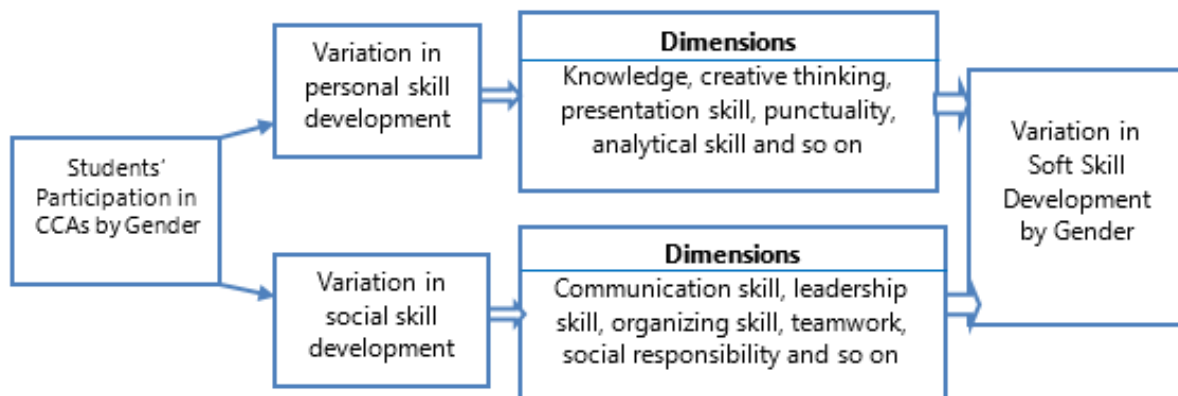 Students'
Participation in
CCAs by Gender
Variation in
personal skill
development
Dimensions
Knowledge, creative thinking,
presentation skill, punctuality,
analytical skill and so on
Variation in
social skill
development
Dimensions
Communication skill, leadership
skill, organizing skill, teamwork,
social responsibility and so on
Variation in
Soft Skill
Development
by Gender